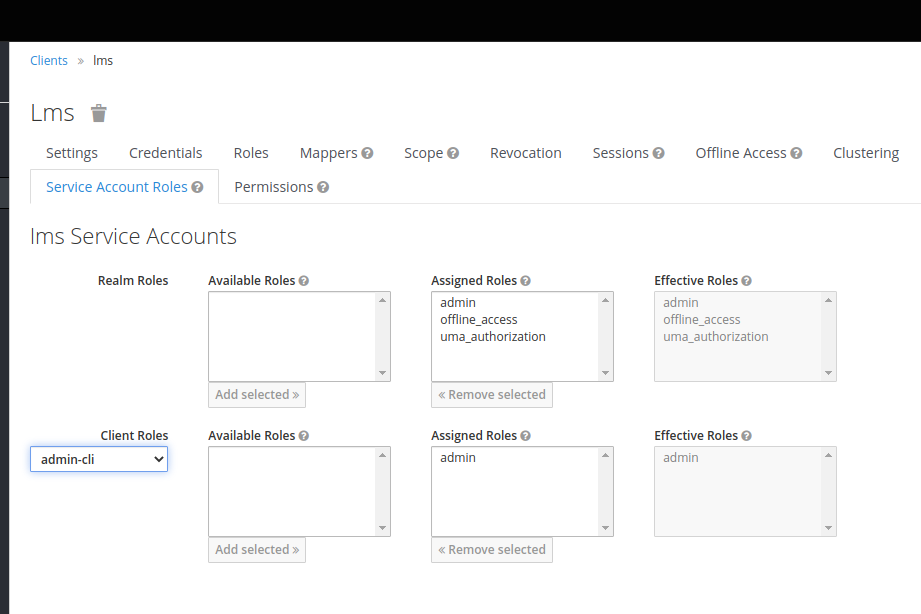 Clients » lms
Lms
Settings Credentials Roles Mappers Scope Revocation Sessions Offline Access Clustering
Service Account Roles Permissions
lms Service Accounts
Realm Roles Available Roles Assigned Roles Effective Roles
admin admin
offline_access offline_access
uma_authorization uma_authorization
Add selected » « Remove selected
Client Roles Available Roles Assigned Roles Effective Roles
admin-cli admin admin
Add selected » « Remove selected